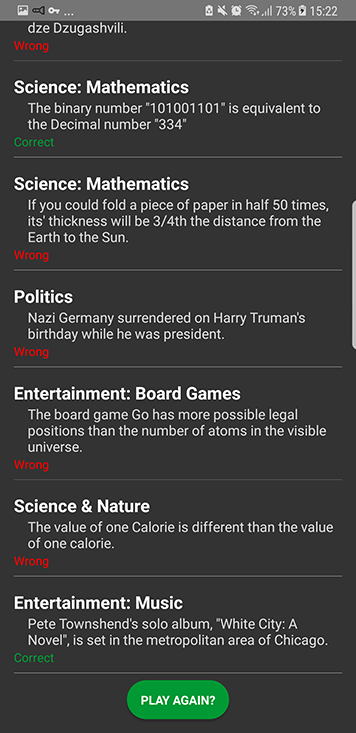 ... 73% 15:22
dze Dzugashvili.
Wrong
Science: Mathematics
The binary number "101001101" is equivalent to
the Decimal number "334"
Correct
Science: Mathematics
If you could fold a piece of paper in half 50 times,
its' thickness will be 3/4th the distance from the
Earth to the Sun.
Wrong
Politics
Nazi Germany surrendered on Harry Truman's
birthday while he was president.
Wrong
Entertainment: Board Games
The board game Go has more possible legal
positions than the number of atoms in the visible
universe.
Wrong
Science & Nature
The value of one Calorie is different than the value
of one calorie.
Wrong
Entertainment: Music
Pete Townshend's solo album, "White City: A
Novel", is set in the metropolitan area of Chicago.
Correct
PLAY AGAIN?